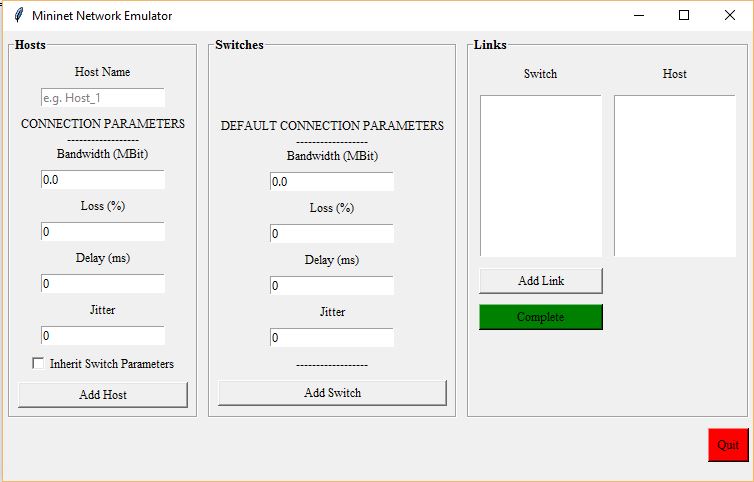 Mininet Network Emulator
Hosts
Host Name
e.g. Host_1
CONNECTION PARAMETERS
------------------
Bandwidth (MBit)
0.0
Loss (%)
0
Delay (ms)
0
Jitter
0
Inherit Switch Parameters
Add Host
Switches
DEFAULT CONNECTION PARAMETERS
------------------
Bandwidth (MBit)
0.0
Loss (%)
0
Delay (ms)
0
Jitter
0
------------------
Add Switch
Links
Switch
Host
Add Link
Complete
Quit